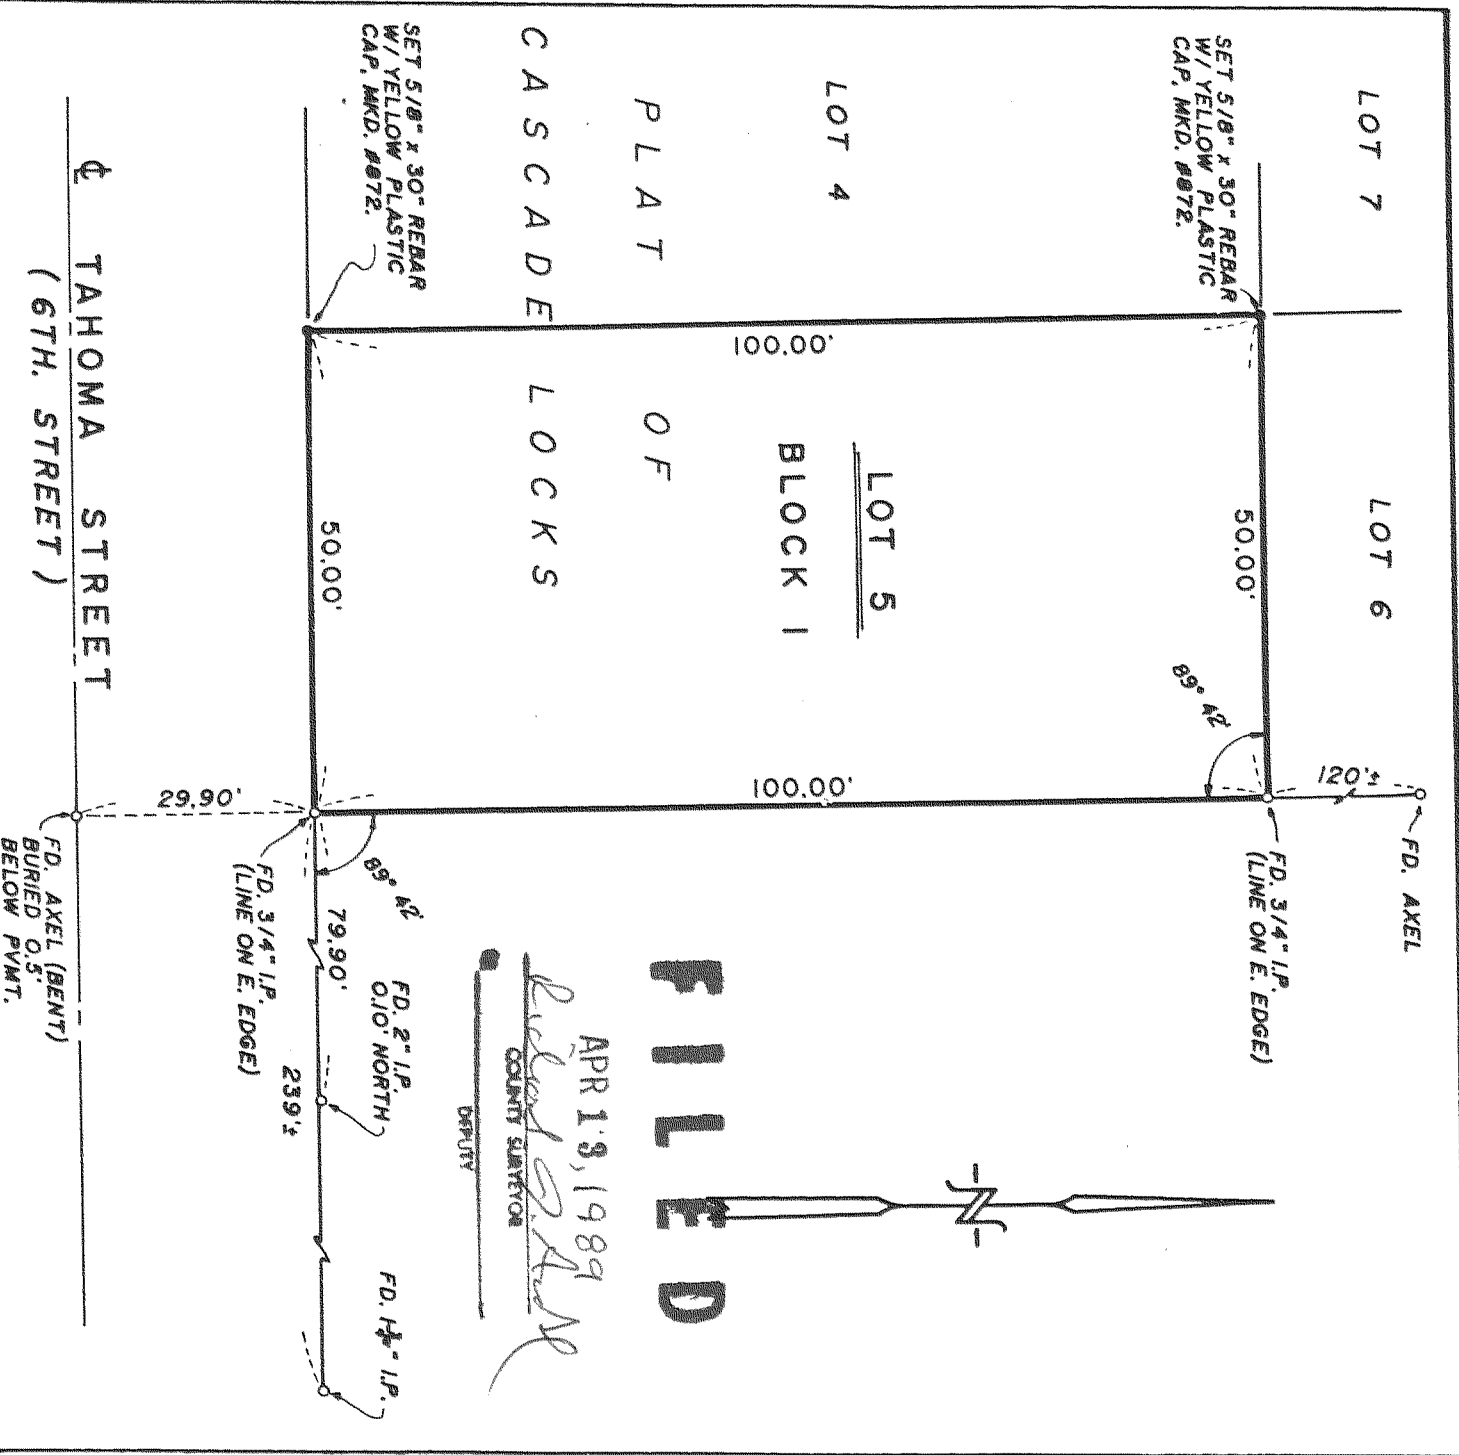 LOT 7
LOT 6
FD. AXEL
120'±
SET 5/8" x 30" REBAR
W/ YELLOW PLASTIC
CAP, MKD. #872.
50.00'
89° 42'
FD. 3/4" I.P.
(LINE ON E. EDGE)
LOT 4
LOT 5
BLOCK 1
100.00'
100.00'
PLAT OF
CASCADE LOCKS
N
FILED
APR 13, 1989
COUNTY SURVEYOR
DEPUTY
SET 5/8" x 30" REBAR
W/ YELLOW PLASTIC
CAP, MKD. #872.
50.00'
89° 42'
79.90'
FD. 2" I.P.
0.10' NORTH
FD. 3/4" I.P.
(LINE ON E. EDGE)
239'±
FD. I.P.
29.90'
℄ TAHOMA STREET
(6TH. STREET)
FD. AXEL (BENT)
BURIED 0.5'
BELOW PVMT.